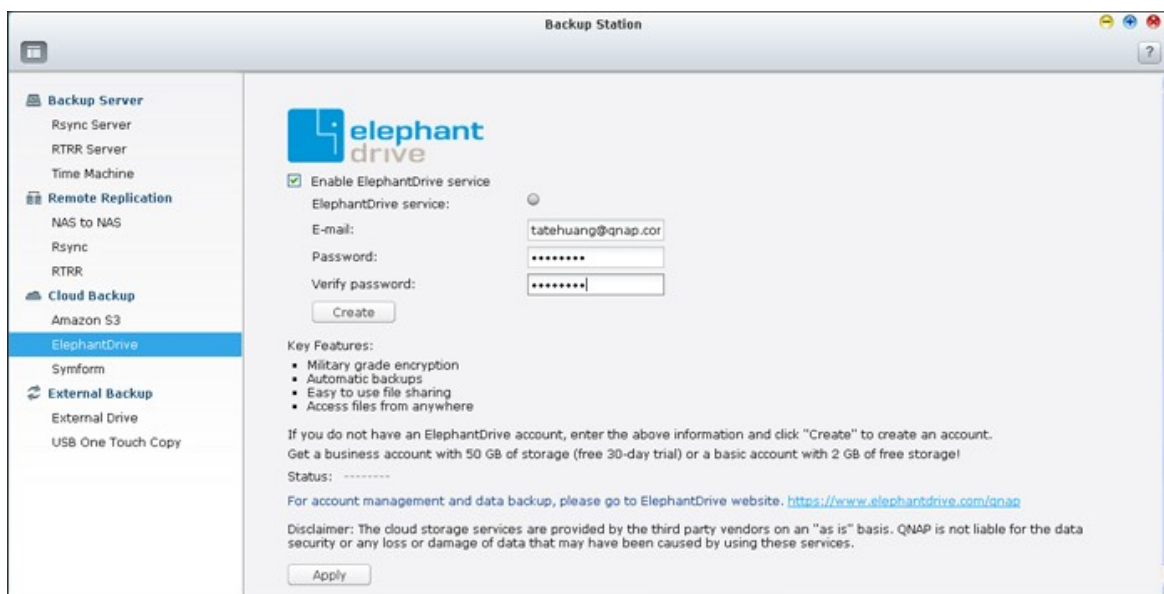 Backup Station
?
Backup Server
Rsync Server
RTRR Server
Time Machine
Remote Replication
NAS to NAS
Rsync
RTRR
Cloud Backup
Amazon S3
ElephantDrive
Symform
External Backup
External Drive
USB One Touch Copy
elephant
drive
Enable ElephantDrive service
ElephantDrive service:
E-mail: tatehuang@qnap.cor
Password: ••••••••
Verify password: ••••••••
Create
Key Features:
▪ Military grade encryption
▪ Automatic backups
▪ Easy to use file sharing
▪ Access files from anywhere
If you do not have an ElephantDrive account, enter the above information and click "Create" to create an account.
Get a business account with 50 GB of storage (free 30-day trial) or a basic account with 2 GB of free storage!
Status: --------
For account management and data backup, please go to ElephantDrive website. https://www.elephantdrive.com/qnap
Disclaimer: The cloud storage services are provided by the third party vendors on an "as is" basis. QNAP is not liable for the data
security or any loss or damage of data that may have been caused by using these services.
Apply